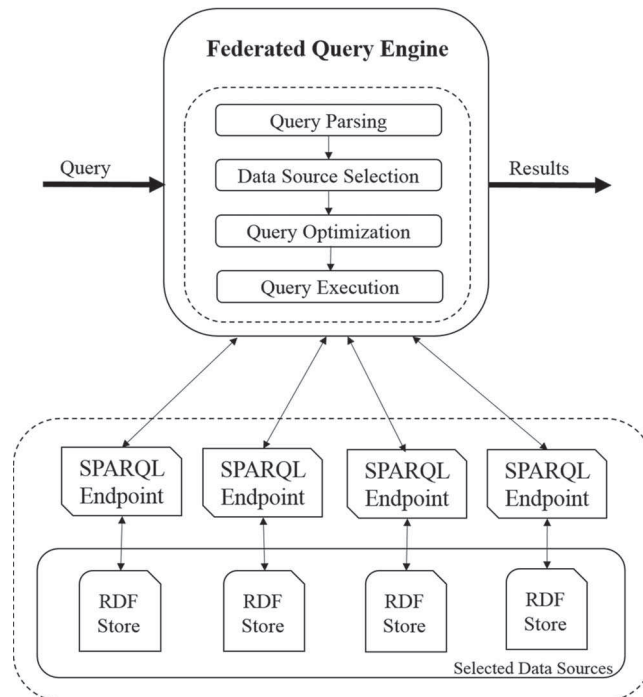 Federated Query Engine
Query Parsing
Query
Data Source Selection
Results
Query Optimization
Query Execution
SPARQL
Endpoint
SPARQL
Endpoint
SPARQL
Endpoint
SPARQL
Endpoint
RDF
Store
RDF
Store
RDF
Store
RDF
Store
Selected Data Sources